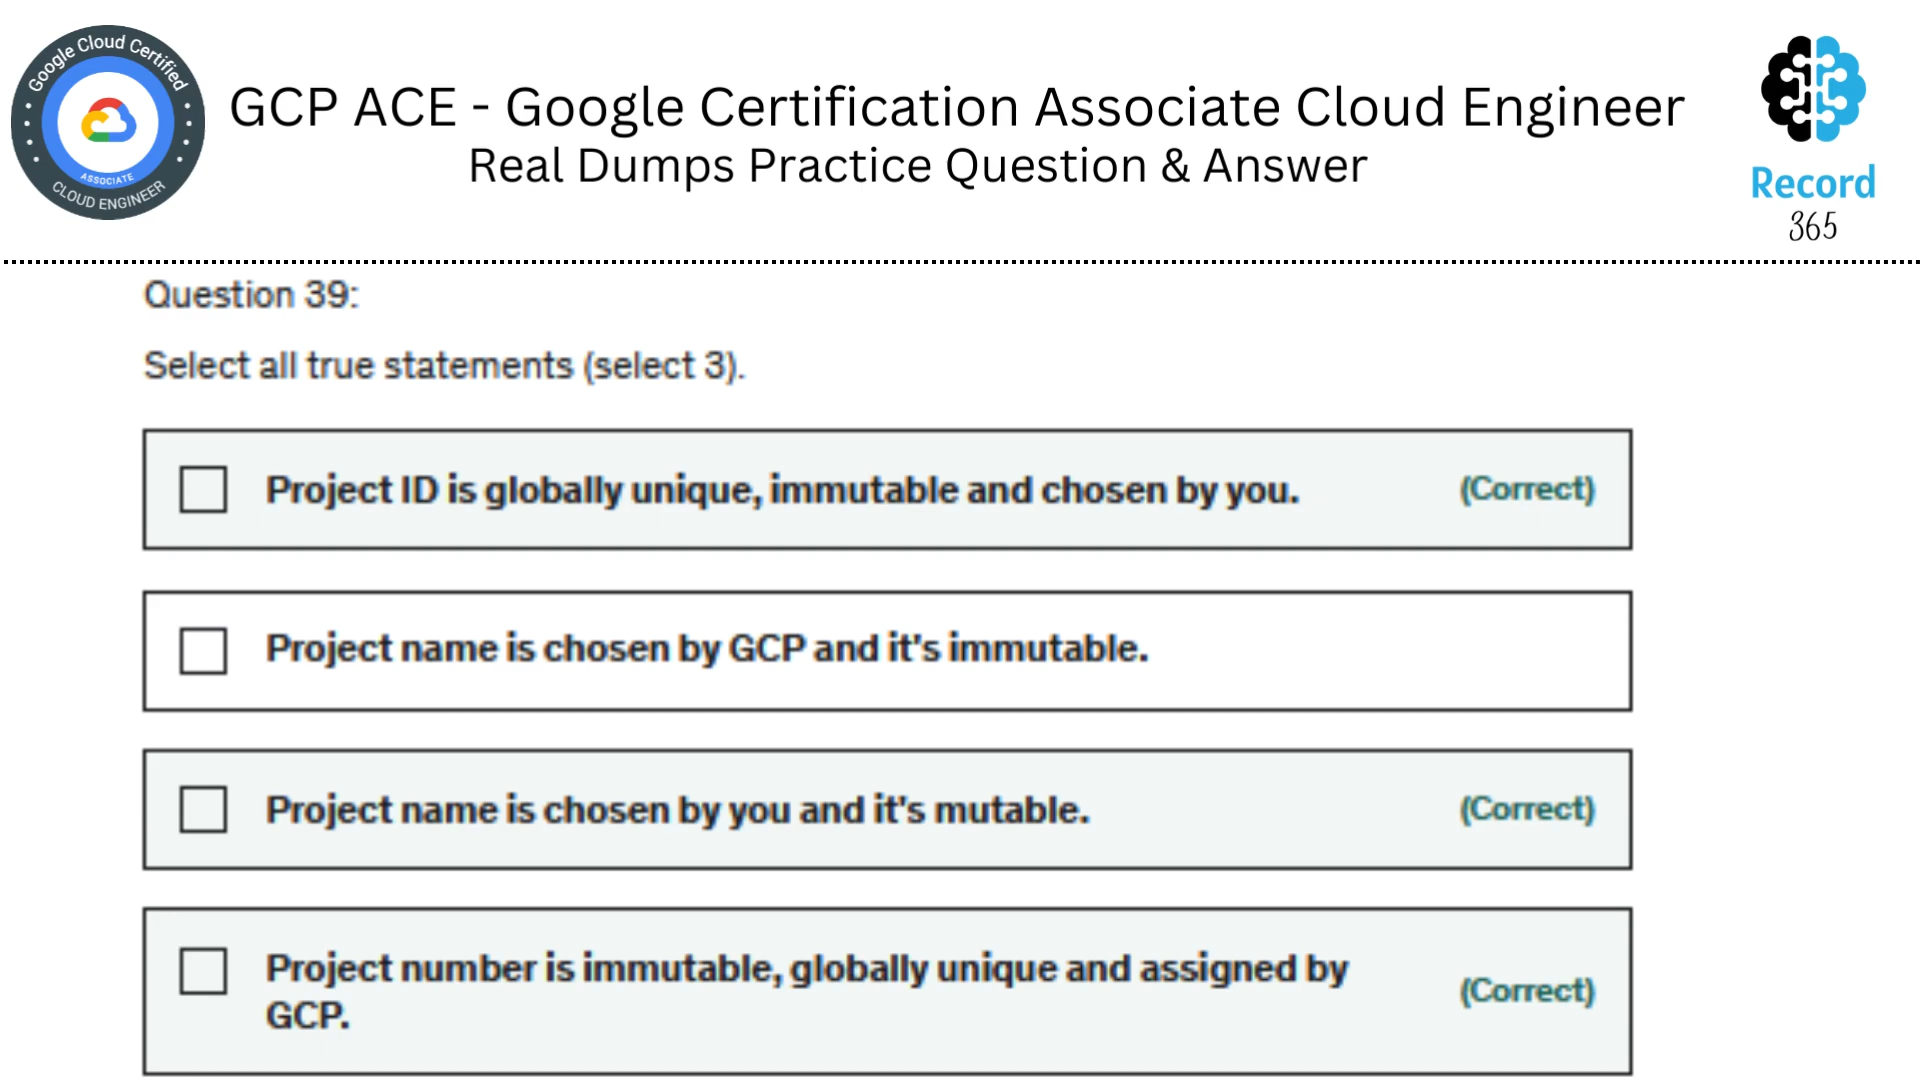 Google Cloud Certified
ASSOCIATE
CLOUD ENGINEER
GCP ACE - Google Certification Associate Cloud Engineer
Real Dumps Practice Question & Answer
Record
365
Question 39:
Select all true statements (select 3).
Project ID is globally unique, immutable and chosen by you. (Correct)
Project name is chosen by GCP and it's immutable.
Project name is chosen by you and it's mutable. (Correct)
Project number is immutable, globally unique and assigned by
GCP.
(Correct)